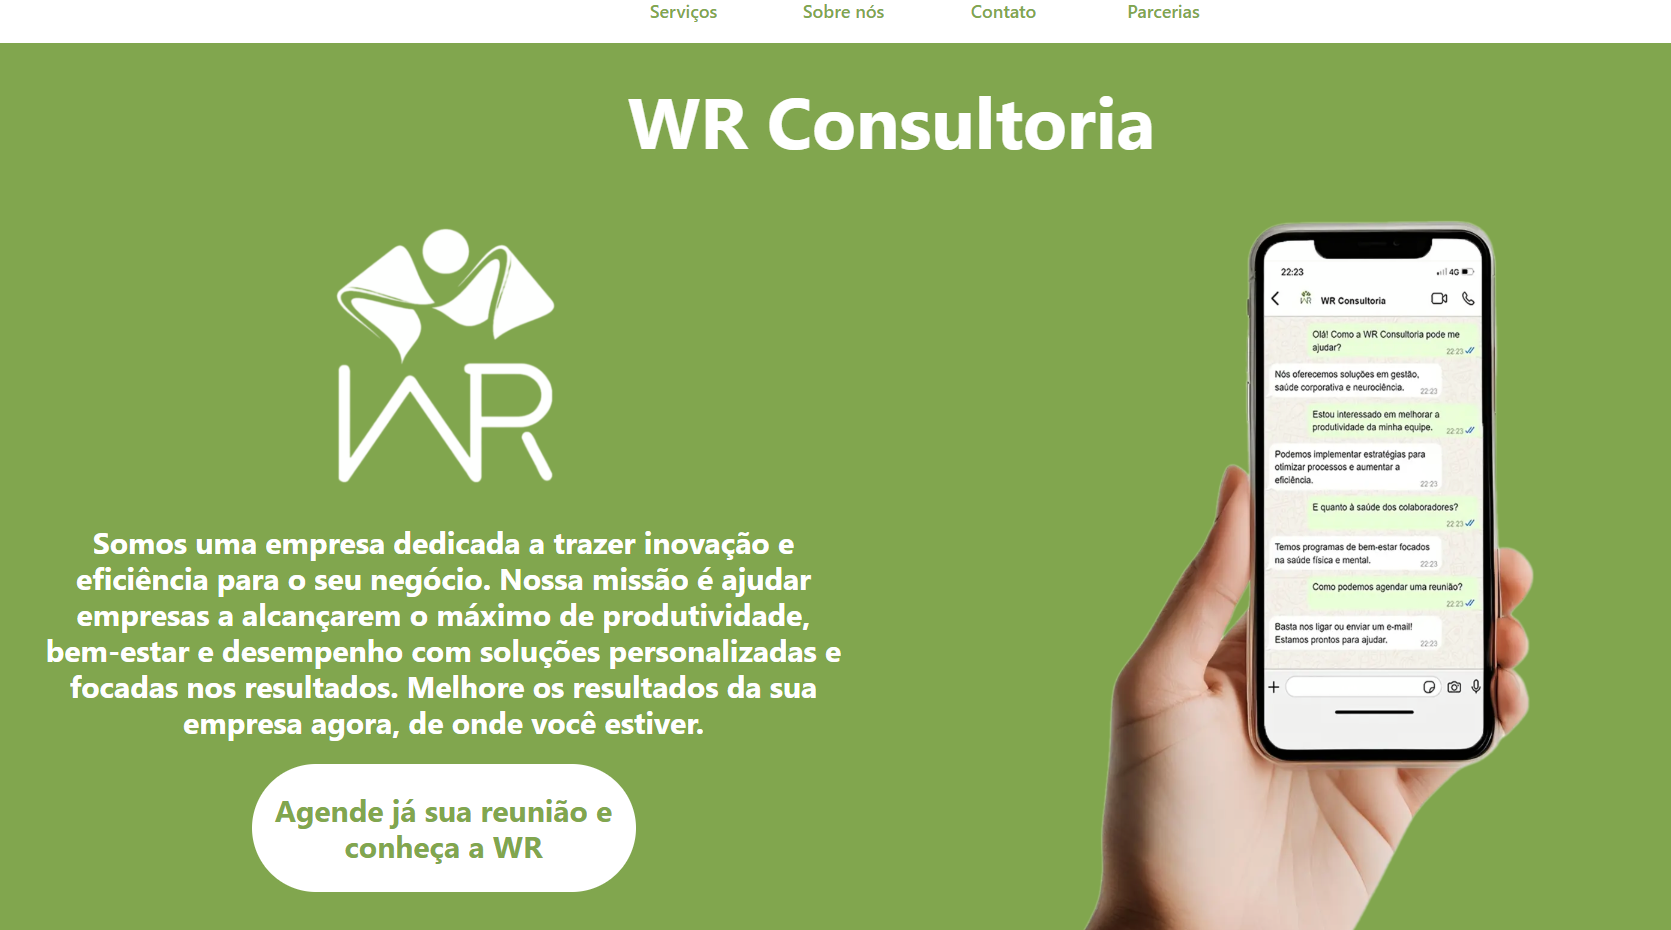 Serviços Sobre nós Contato Parcerias
WR Consultoria
WR
Somos uma empresa dedicada a trazer inovação e
eficiência para o seu negócio. Nossa missão é ajudar
empresas a alcançarem o máximo de produtividade,
bem-estar e desempenho com soluções personalizadas e
focadas nos resultados. Melhore os resultados da sua
empresa agora, de onde você estiver.
Agende já sua reunião e
conheça a WR
22:23 4G
WR WR Consultoria
Olá! Como a WR Consultoria pode me
ajudar? 22:23
Nós oferecemos soluções em gestão,
saúde corporativa e neurociência. 22:23
Estou interessado em melhorar a
produtividade da minha equipe. 22:23
Podemos implementar estratégias para
otimizar processos e aumentar a
eficiência. 22:23
E quanto à saúde dos colaboradores?
22:23
Temos programas de bem-estar focados
na saúde física e mental. 22:23
Como podemos agendar uma reunião?
22:23
Basta nos ligar ou enviar um e-mail!
Estamos prontos para ajudar. 22:23